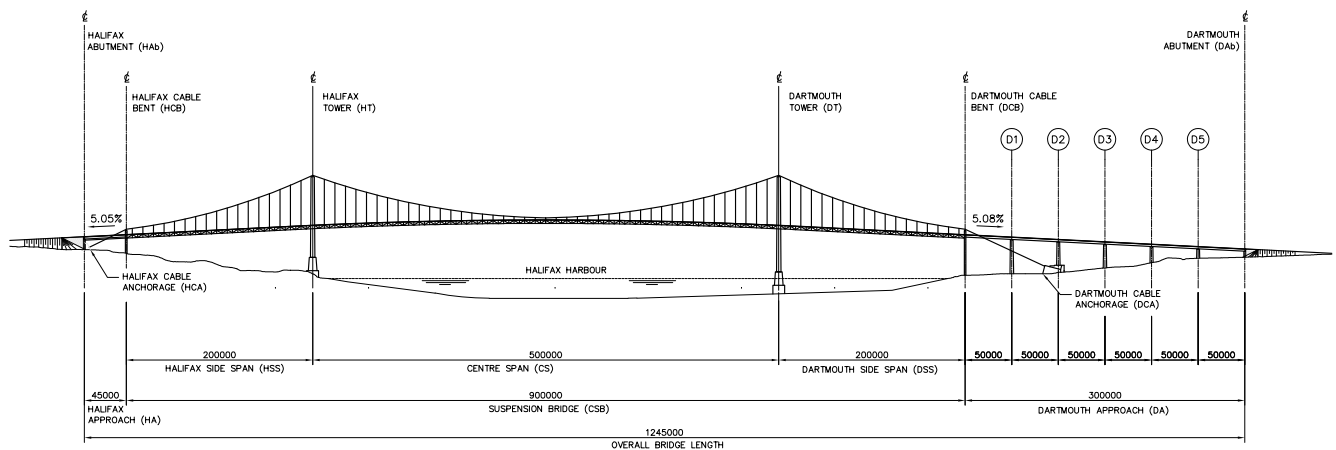 ℄
HALIFAX
ABUTMENT (HAb)
℄
HALIFAX CABLE
BENT (HCB)
℄
HALIFAX
TOWER (HT)
℄
DARTMOUTH
TOWER (DT)
℄
DARTMOUTH CABLE
BENT (DCB)
℄
DARTMOUTH
ABUTMENT (DAb)
D1 D2 D3 D4 D5
5.05%
5.08%
HALIFAX CABLE
ANCHORAGE (HCA)
HALIFAX HARBOUR
DARTMOUTH CABLE
ANCHORAGE (DCA)
200000 500000 200000 50000 50000 50000 50000 50000 50000
HALIFAX SIDE SPAN (HSS) CENTRE SPAN (CS) DARTMOUTH SIDE SPAN (DSS)
45000 900000 300000
HALIFAX
APPROACH (HA)
SUSPENSION BRIDGE (CSB) DARTMOUTH APPROACH (DA)
1245000
OVERALL BRIDGE LENGTH